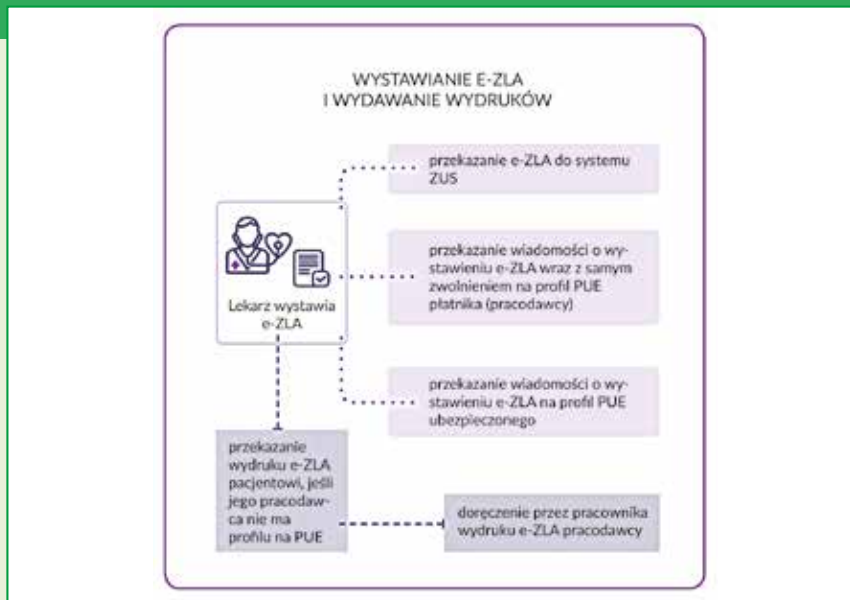 WYSTAWIANIE E-ZLA
I WYDAWANIE WYDRUKÓW
przekazanie e-ZLA do systemu
ZUS
Lekarz wystawia
e-ZLA
przekazanie wiadomości o wy-
stawieniu e-ZLA wraz z samym
zwolnieniem na profil PUE
płatnika (pracodawcy)
przekazanie wiadomości o wy-
stawieniu e-ZLA na profil PUE
ubezpieczonego
przekazanie
wydruku e-ZLA
pacjentowi, jeśli
jego pracodaw-
ca nie ma
profilu na PUE
doręczenie przez pracownika
wydruku e-ZLA pracodawcy